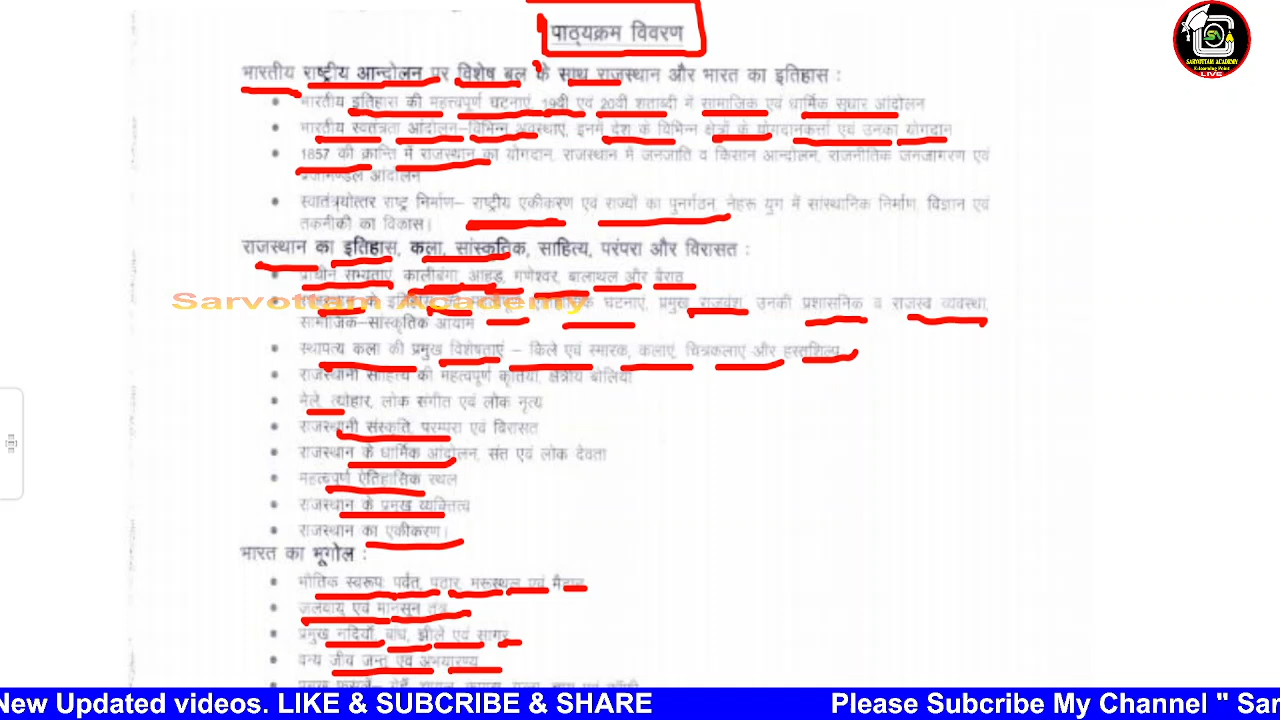 पाठ्यक्रम विवरण
भारतीय राष्ट्रीय आन्दोलन पर विशेष बल के साथ राजस्थान और भारत का इतिहास :
भारतीय इतिहास की महत्वपूर्ण घटनाएं, 19वीं एवं 20वीं शताब्दी में सामाजिक एवं धार्मिक सुधार आंदोलन
भारतीय स्वतंत्रता आंदोलन–विभिन्न अवस्थाएं, इनमें देश के विभिन्न क्षेत्रों के योगदानकर्त्ता एवं उनका योगदान
1857 की क्रान्ति में राजस्थान का योगदान, राजस्थान में जनजाति व किसान आन्दोलन, राजनीतिक जनजागरण एवं
प्रजामण्डल आंदोलन
स्वातंत्र्योत्तर राष्ट्र निर्माण– राष्ट्रीय एकीकरण एवं राज्यों का पुनर्गठन, नेहरू युग में सांस्थानिक निर्माण, विज्ञान एवं
तकनीकी का विकास।
राजस्थान का इतिहास, कला, सांस्कृतिक, साहित्य, परंपरा और विरासत :
प्राचीन सभ्यताएं कालीबंगा, आहड़, गणेश्वर, बालाथल और बैराठ
Sarvottam Academy
घटनाएं, प्रमुख राजवंश, उनकी प्रशासनिक व राजस्व व्यवस्था,
सामाजिक–सांस्कृतिक आयाम
स्थापत्य कला की प्रमुख विशेषताएं – किले एवं स्मारक, कलाएं, चित्रकलाएं और हस्तशिल्प
राजस्थानी साहित्य की महत्वपूर्ण कृतियां, क्षेत्रीय बोलियां
मेले, त्योहार, लोक संगीत एवं लोक नृत्य
राजस्थानी संस्कृति, परम्परा एवं विरासत
राजस्थान के धार्मिक आंदोलन, संत एवं लोक देवता
महत्वपूर्ण ऐतिहासिक स्थल
राजस्थान के प्रमुख व्यक्तित्व
राजस्थान का एकीकरण।
भारत का भूगोल :
भौतिक स्वरूप: पर्वत, पठार, मरूस्थल एवं मैदान
जलवायु एवं मानसून तंत्र
प्रमुख नदियाँ, बांध, झीलें एवं सागर
वन्य जीव जन्तु एवं अभयारण्य
SARVOTTAM ACADEMY
E-learning Point
LIVE
New Updated videos. LIKE & SUBCRIBE & SHARE
Please Subcribe My Channel " Sar